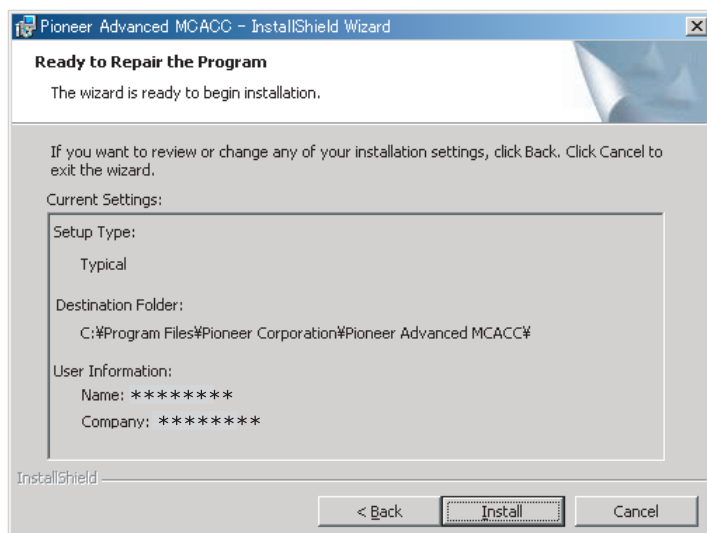 Pioneer Advanced MCACC - InstallShield Wizard
Ready to Repair the Program
The wizard is ready to begin installation.
If you want to review or change any of your installation settings, click Back. Click Cancel to
exit the wizard.
Current Settings:
Setup Type:
Typical
Destination Folder:
C:¥Program Files¥Pioneer Corporation¥Pioneer Advanced MCACC¥
User Information:
Name: ********
Company: ********
InstallShield
< Back
Install
Cancel